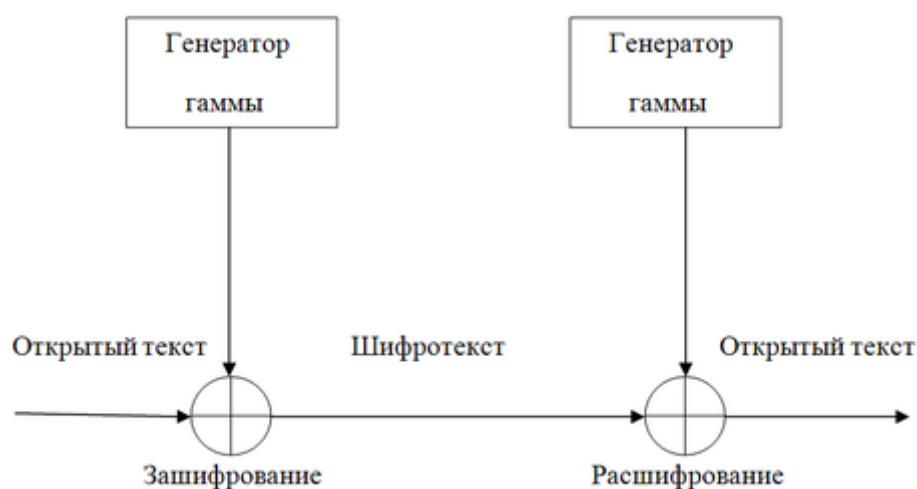 Генератор
гаммы
Генератор
гаммы
Открытый текст
Шифротекст
Открытый текст
Зашифрование
Расшифрование